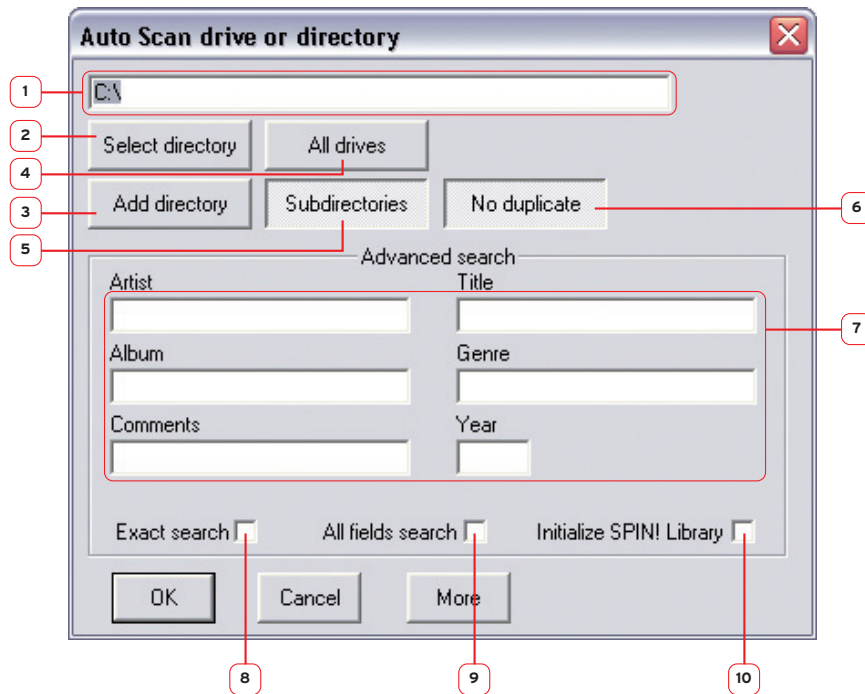 Auto Scan drive or directory
1
C:\
2
Select directory
All drives
4
3
Add directory
Subdirectories
No duplicate
6
5
Advanced search
Artist
Title
7
Album
Genre
Comments
Year
Exact search
All fields search
Initialize SPIN! Library
OK
Cancel
More
8
9
10